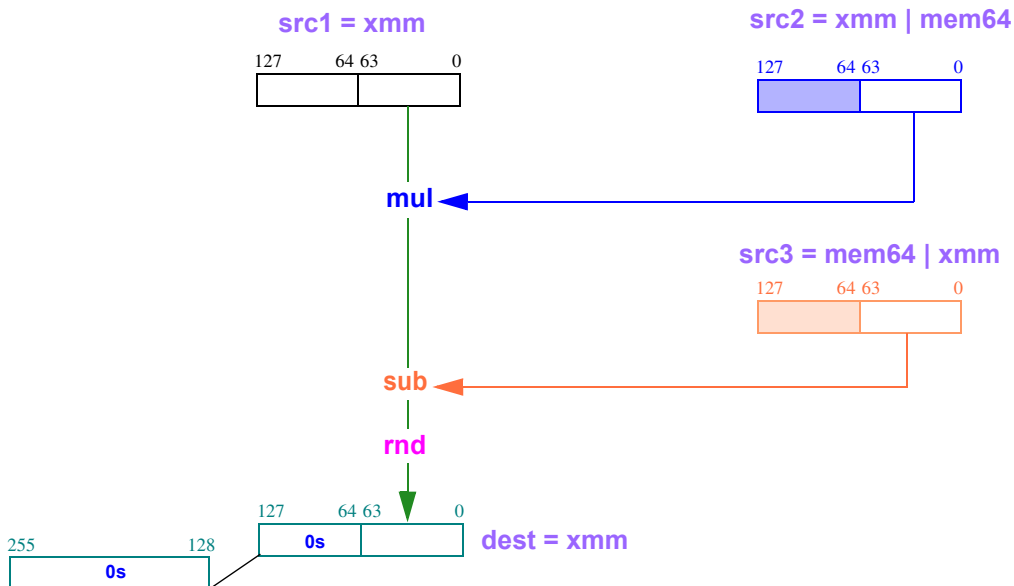 src1 = xmm
src2 = xmm | mem64
127 64 63 0
127 64 63 0
mul
src3 = mem64 | xmm
127 64 63 0
sub
rnd
127 64 63 0
0s
dest = xmm
255 128
0s